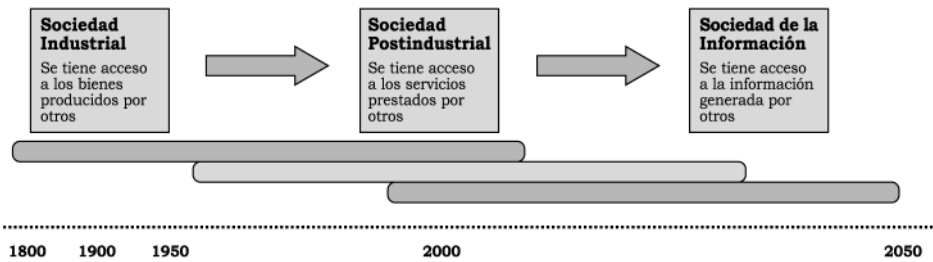 Sociedad
Industrial
Se tiene acceso
a los bienes
producidos por
otros
Sociedad
Postindustrial
Se tiene acceso
a los servicios
prestados por
otros
Sociedad de la
Información
Se tiene acceso
a la información
generada por
otros
1800 1900 1950 2000 2050